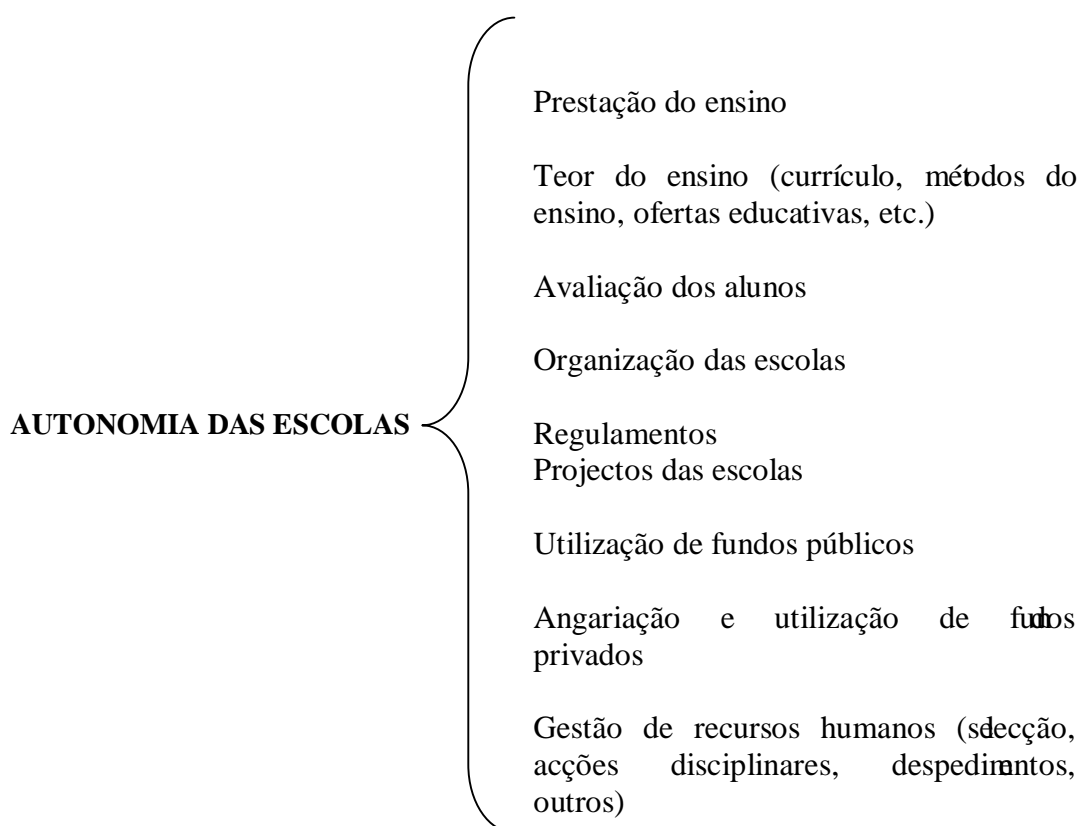 Prestação do ensino
Teor do ensino (currículo, métodos do
ensino, ofertas educativas, etc.)
Avaliação dos alunos
Organização das escolas
AUTONOMIA DAS ESCOLAS
Regulamentos
Projectos das escolas
Utilização de fundos públicos
Angariação e utilização de fundos
privados
Gestão de recursos humanos (selecção,
acções disciplinares, despedimentos,
outros)